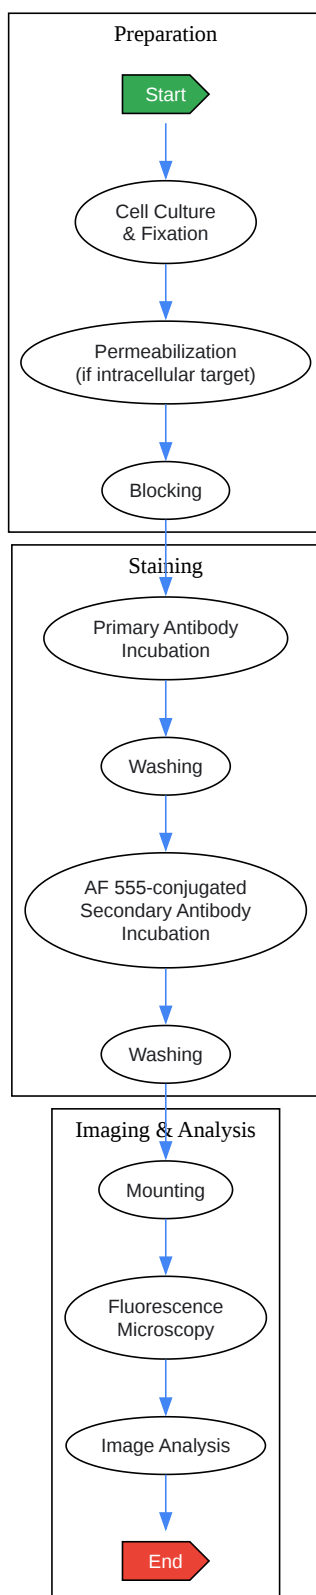 Preparation
Start
Cell Culture
& Fixation
Permeabilization
(if intracellular target)
Blocking
Staining
Primary Antibody
Incubation
Washing
AF 555-conjugated
Secondary Antibody
Incubation
Washing
Imaging & Analysis
Mounting
Fluorescence
Microscopy
Image Analysis
End